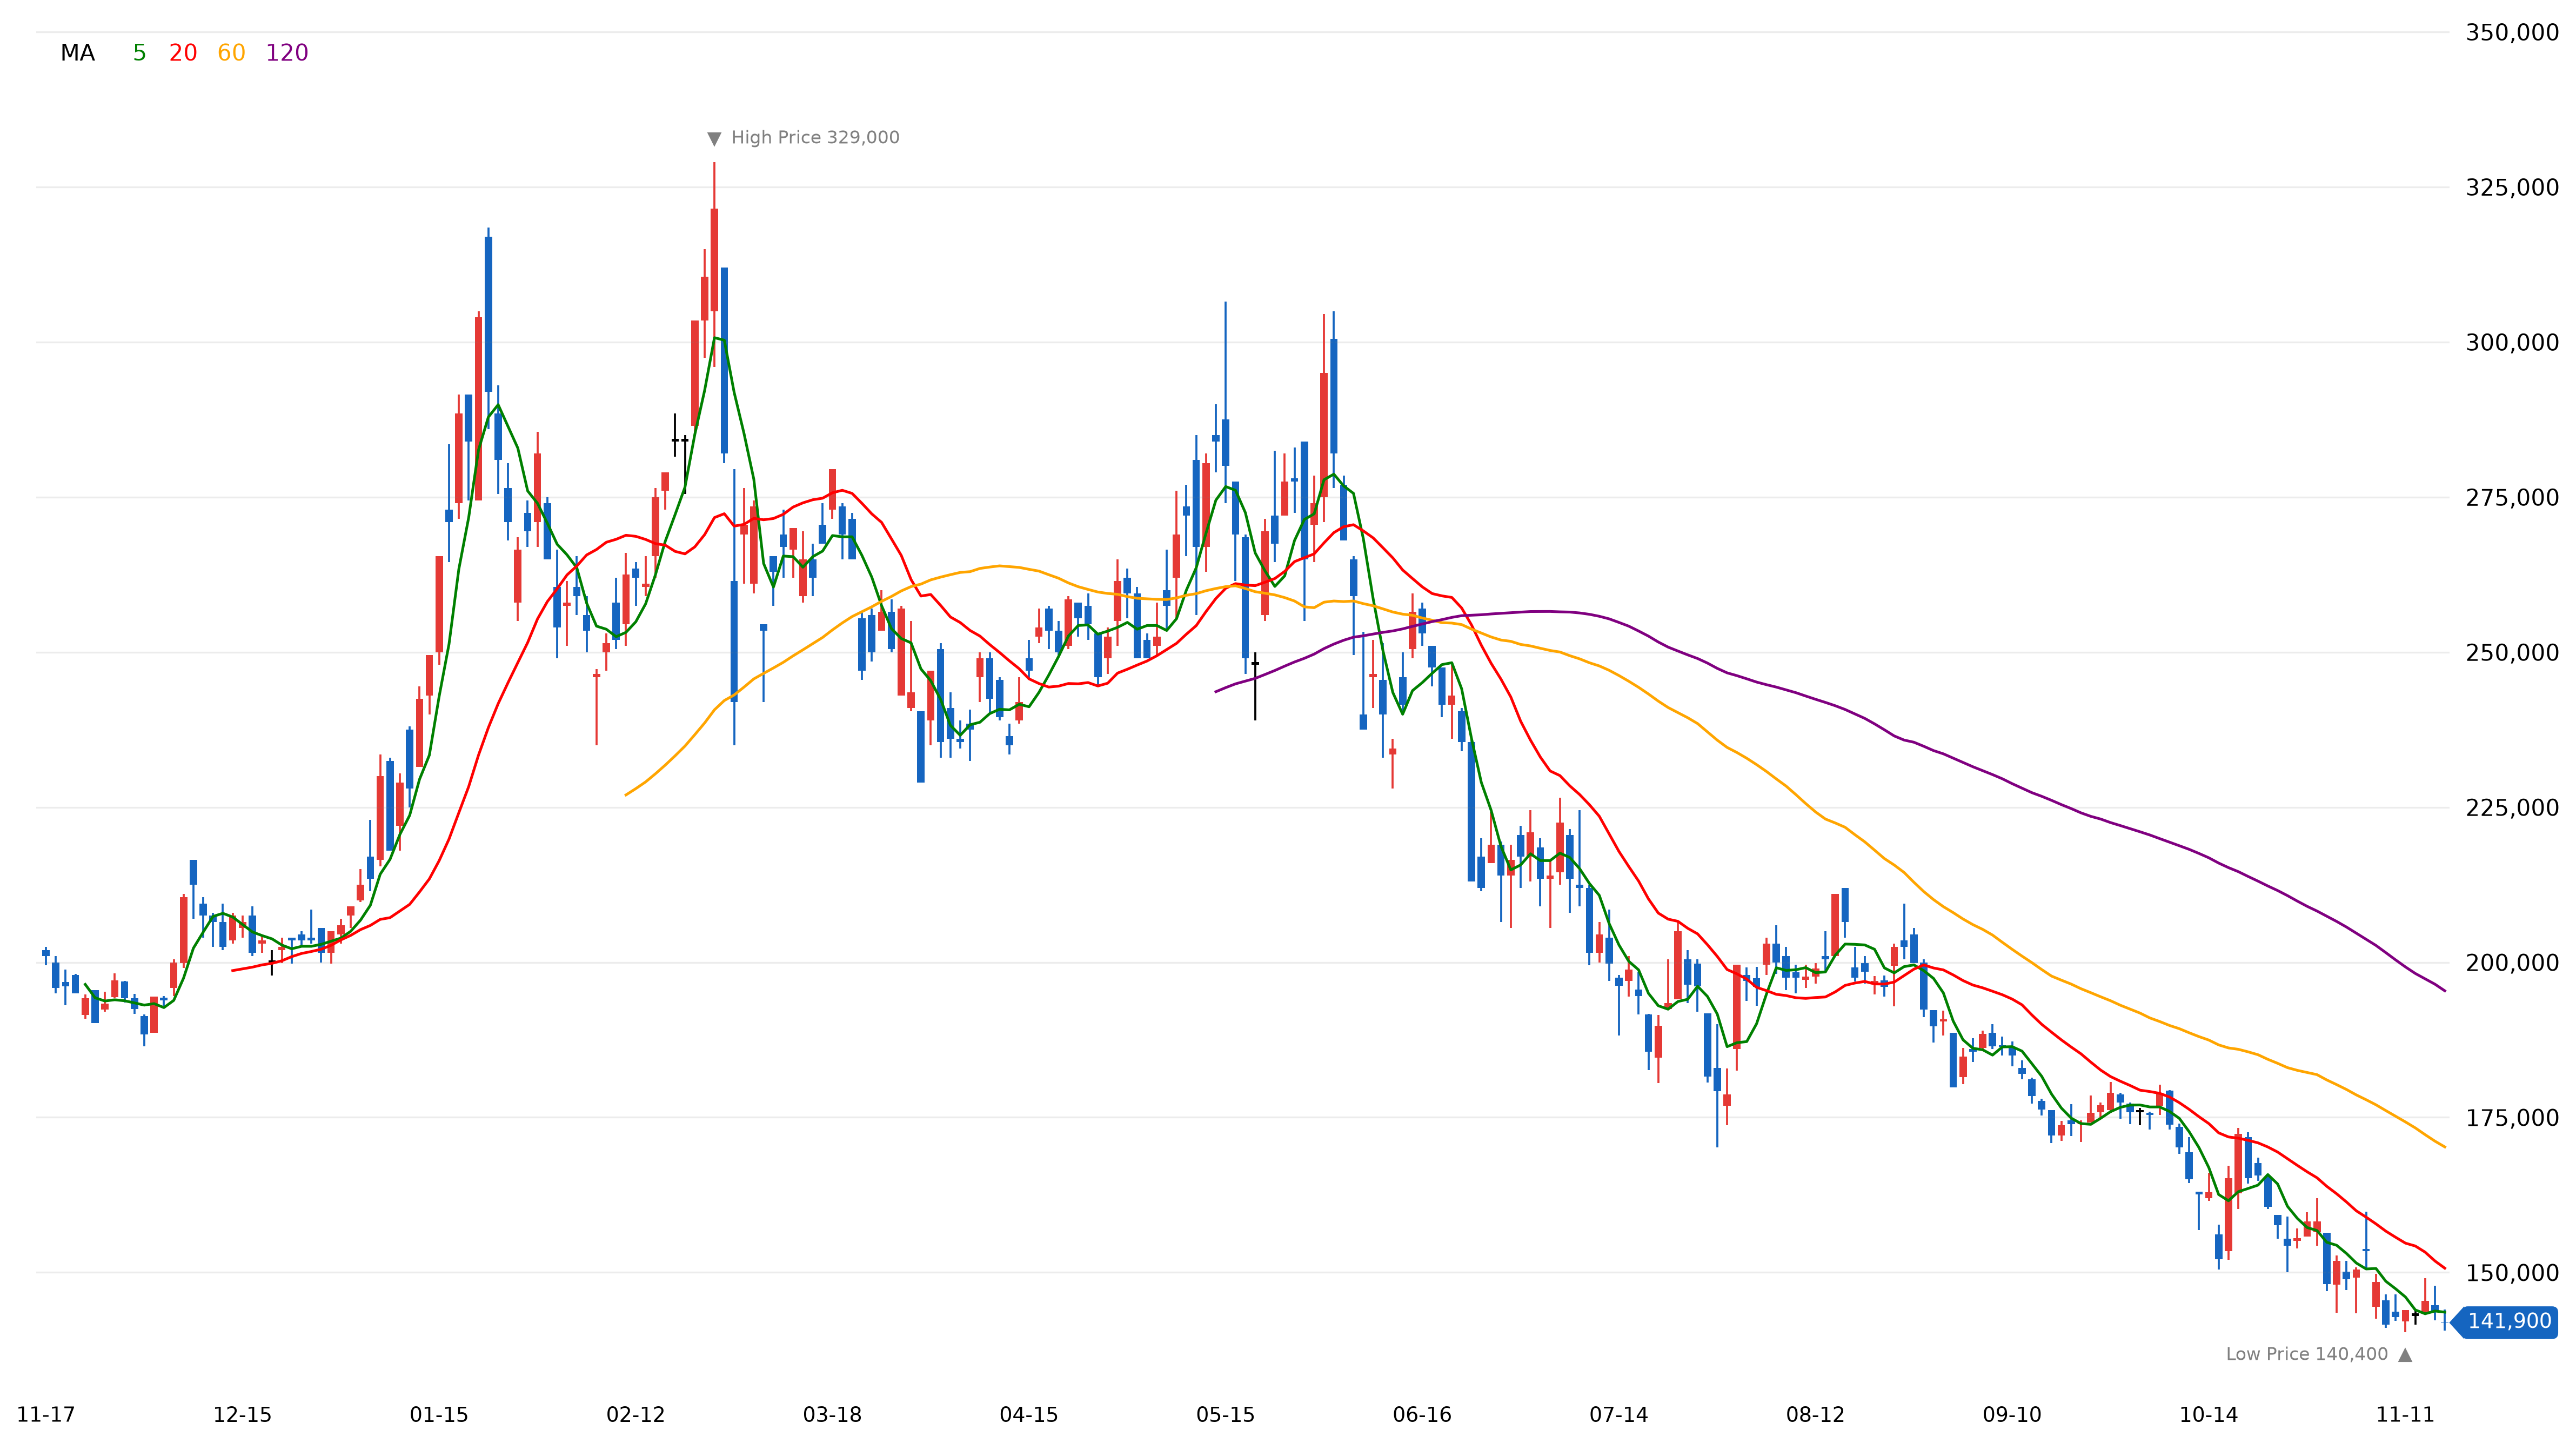 350,000
MA 5 20 60 120
▼ High Price 329,000
325,000
300,000
275,000
250,000
225,000
200,000
175,000
150,000
141,900
Low Price 140,400 ▲
11-17 12-15 01-15 02-12 03-18 04-15 05-15 06-16 07-14 08-12 09-10 10-14 11-11